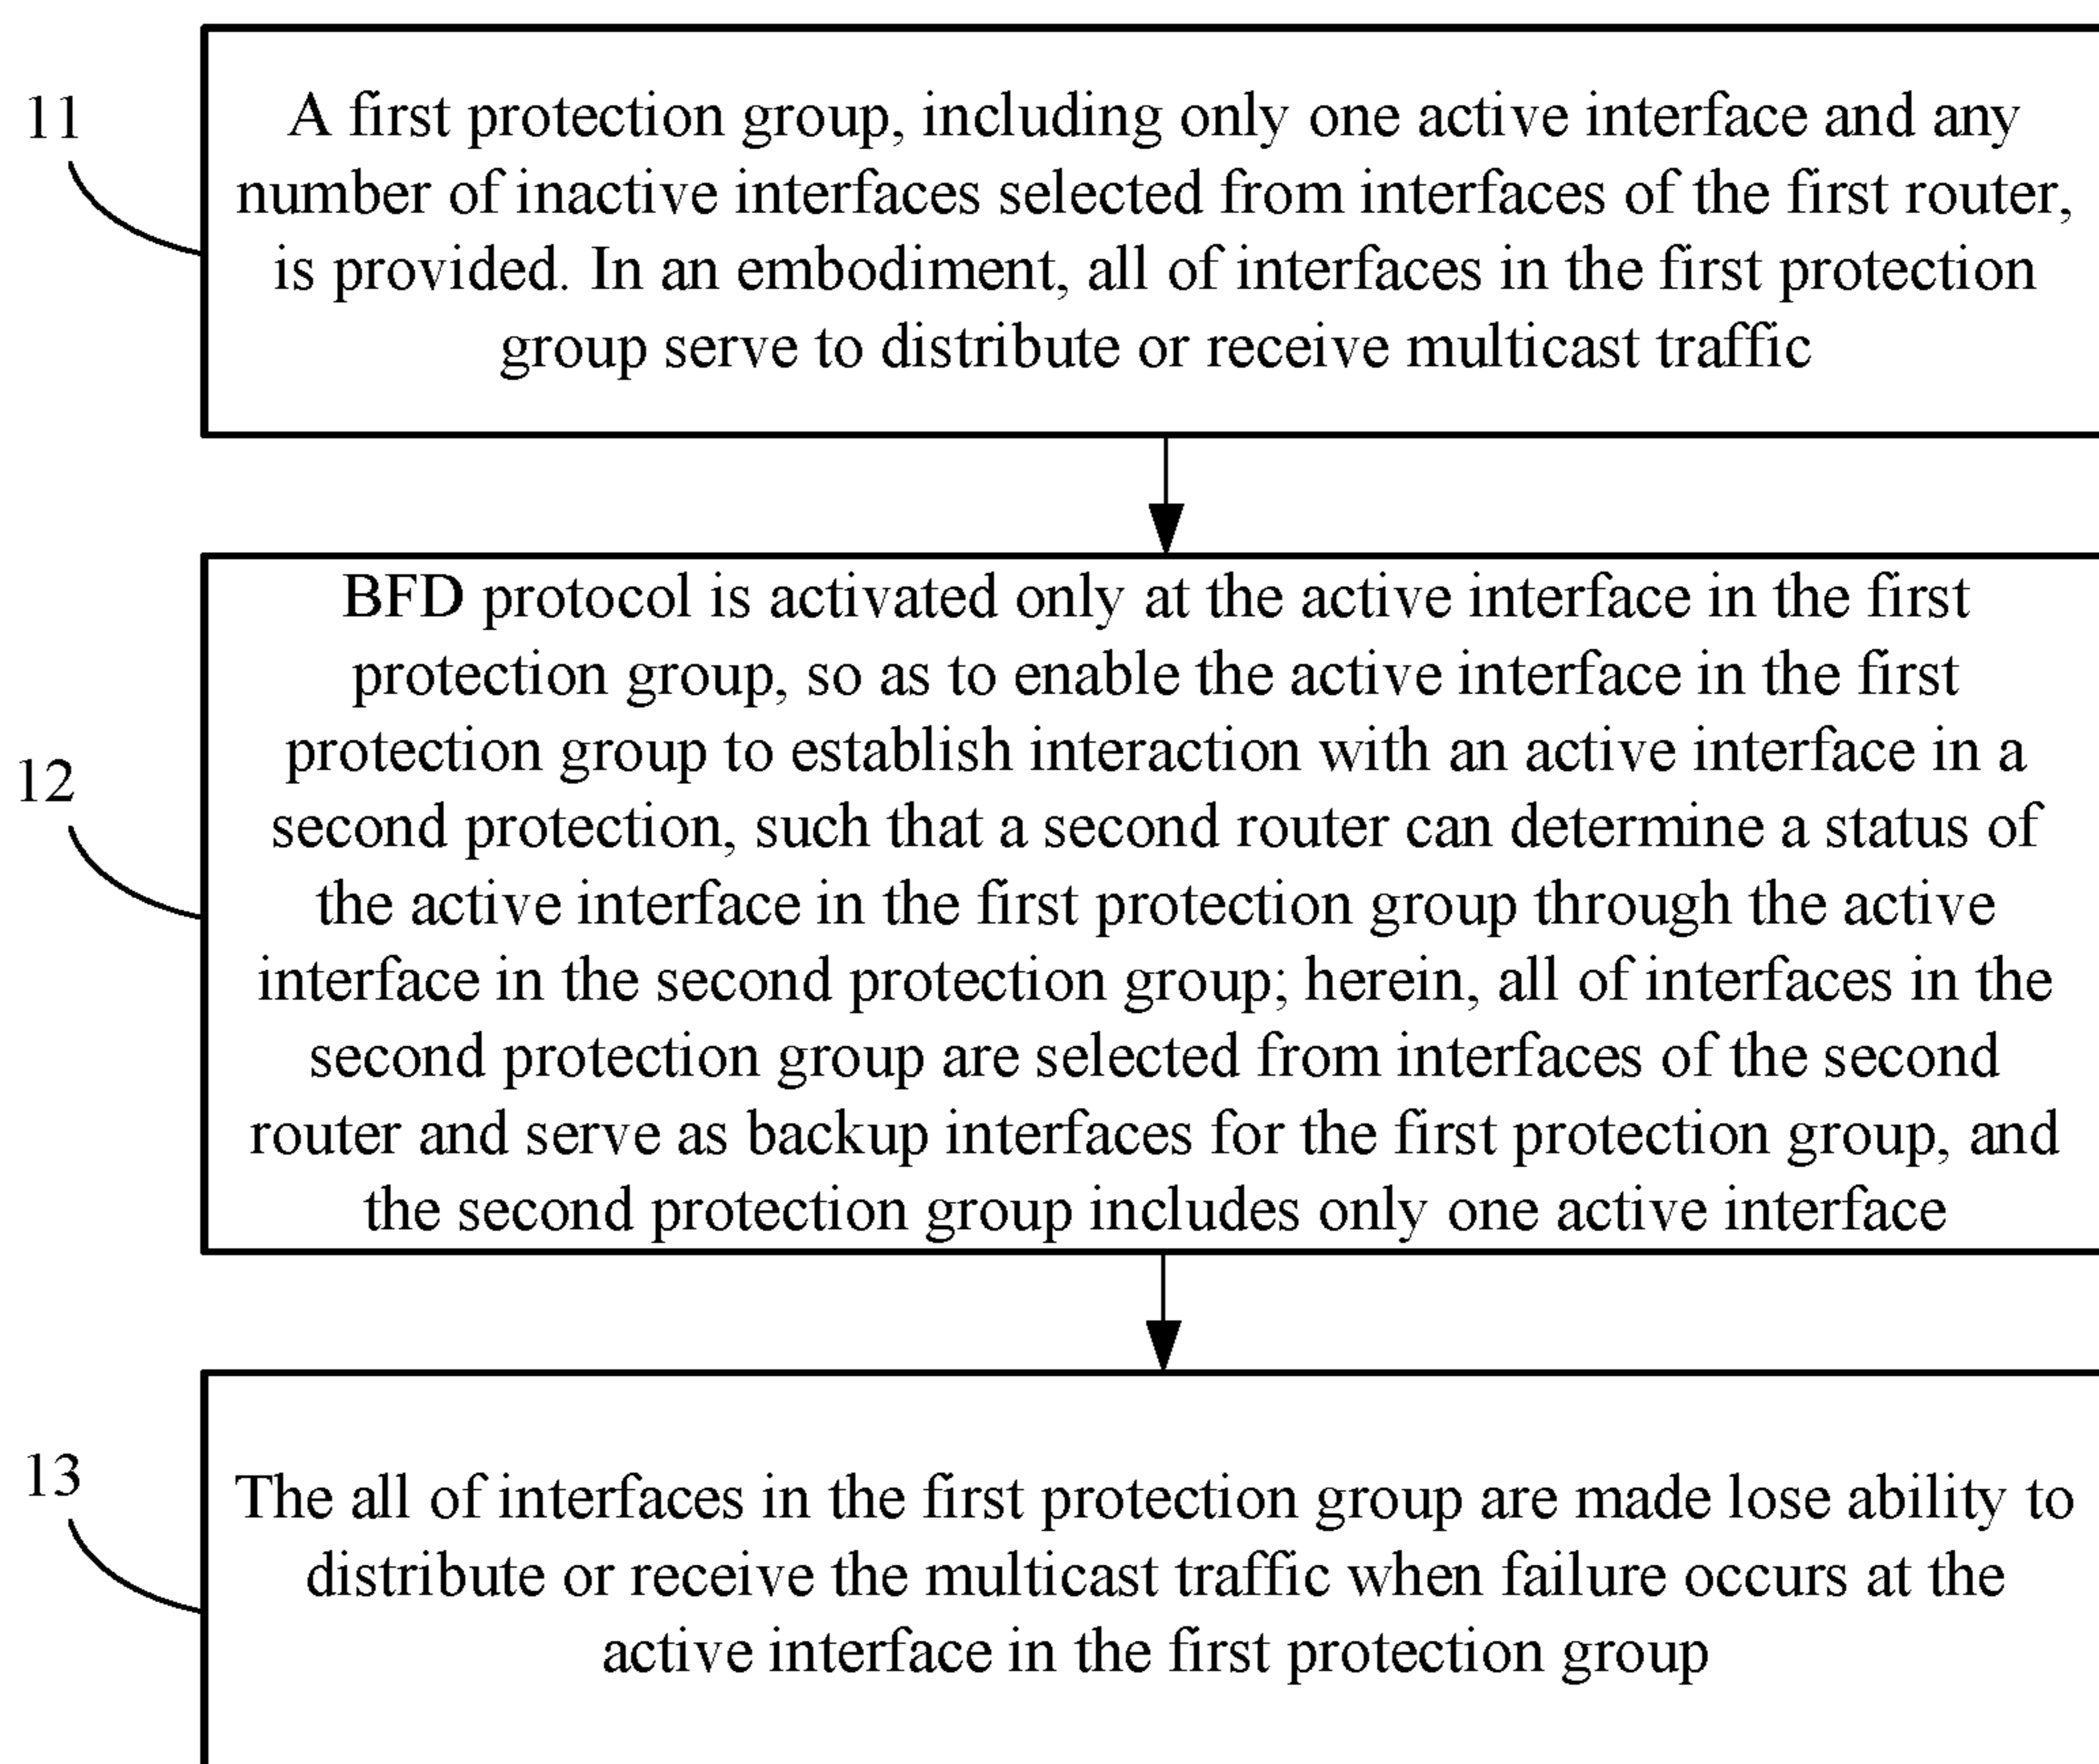 11
A first protection group, including only one active interface and any
number of inactive interfaces selected from interfaces of the first router,
is provided. In an embodiment, all of interfaces in the first protection
group serve to distribute or receive multicast traffic
12
BFD protocol is activated only at the active interface in the first
protection group, so as to enable the active interface in the first
protection group to establish interaction with an active interface in a
second protection, such that a second router can determine a status of
the active interface in the first protection group through the active
interface in the second protection group; herein, all of interfaces in the
second protection group are selected from interfaces of the second
router and serve as backup interfaces for the first protection group, and
the second protection group includes only one active interface
13
The all of interfaces in the first protection group are made lose ability to
distribute or receive the multicast traffic when failure occurs at the
active interface in the first protection group